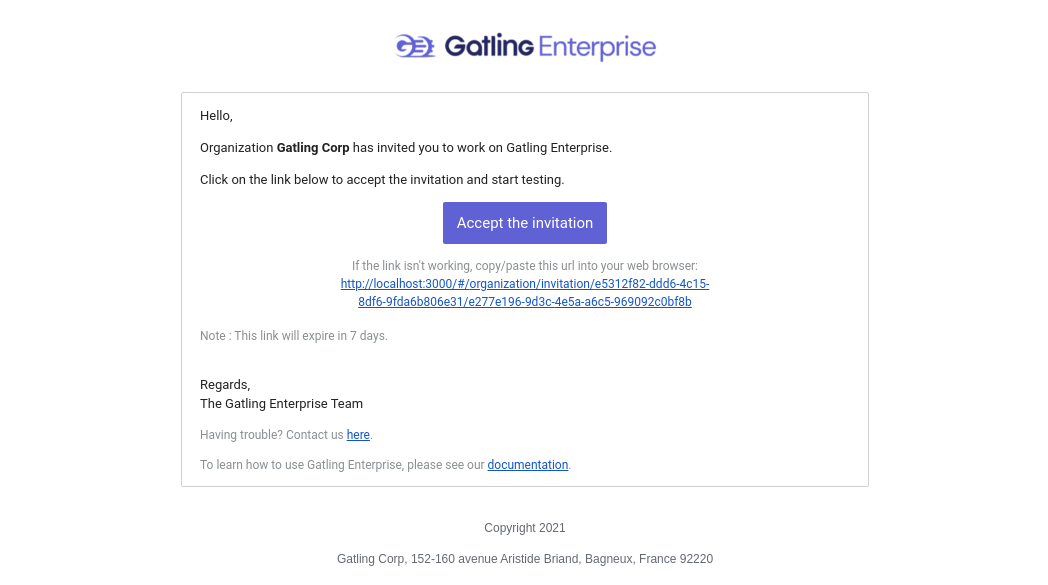 Gatling Enterprise
Hello,
Organization Gatling Corp has invited you to work on Gatling Enterprise.
Click on the link below to accept the invitation and start testing.
Accept the invitation
If the link isn't working, copy/paste this url into your web browser:
http://localhost:3000/#/organization/invitation/e5312f82-ddd6-4c15-
8df6-9fda6b806e31/e277e196-9d3c-4e5a-a6c5-969092c0bf8b
Note : This link will expire in 7 days.
Regards,
The Gatling Enterprise Team
Having trouble? Contact us here.
To learn how to use Gatling Enterprise, please see our documentation.
Copyright 2021
Gatling Corp, 152-160 avenue Aristide Briand, Bagneux, France 92220